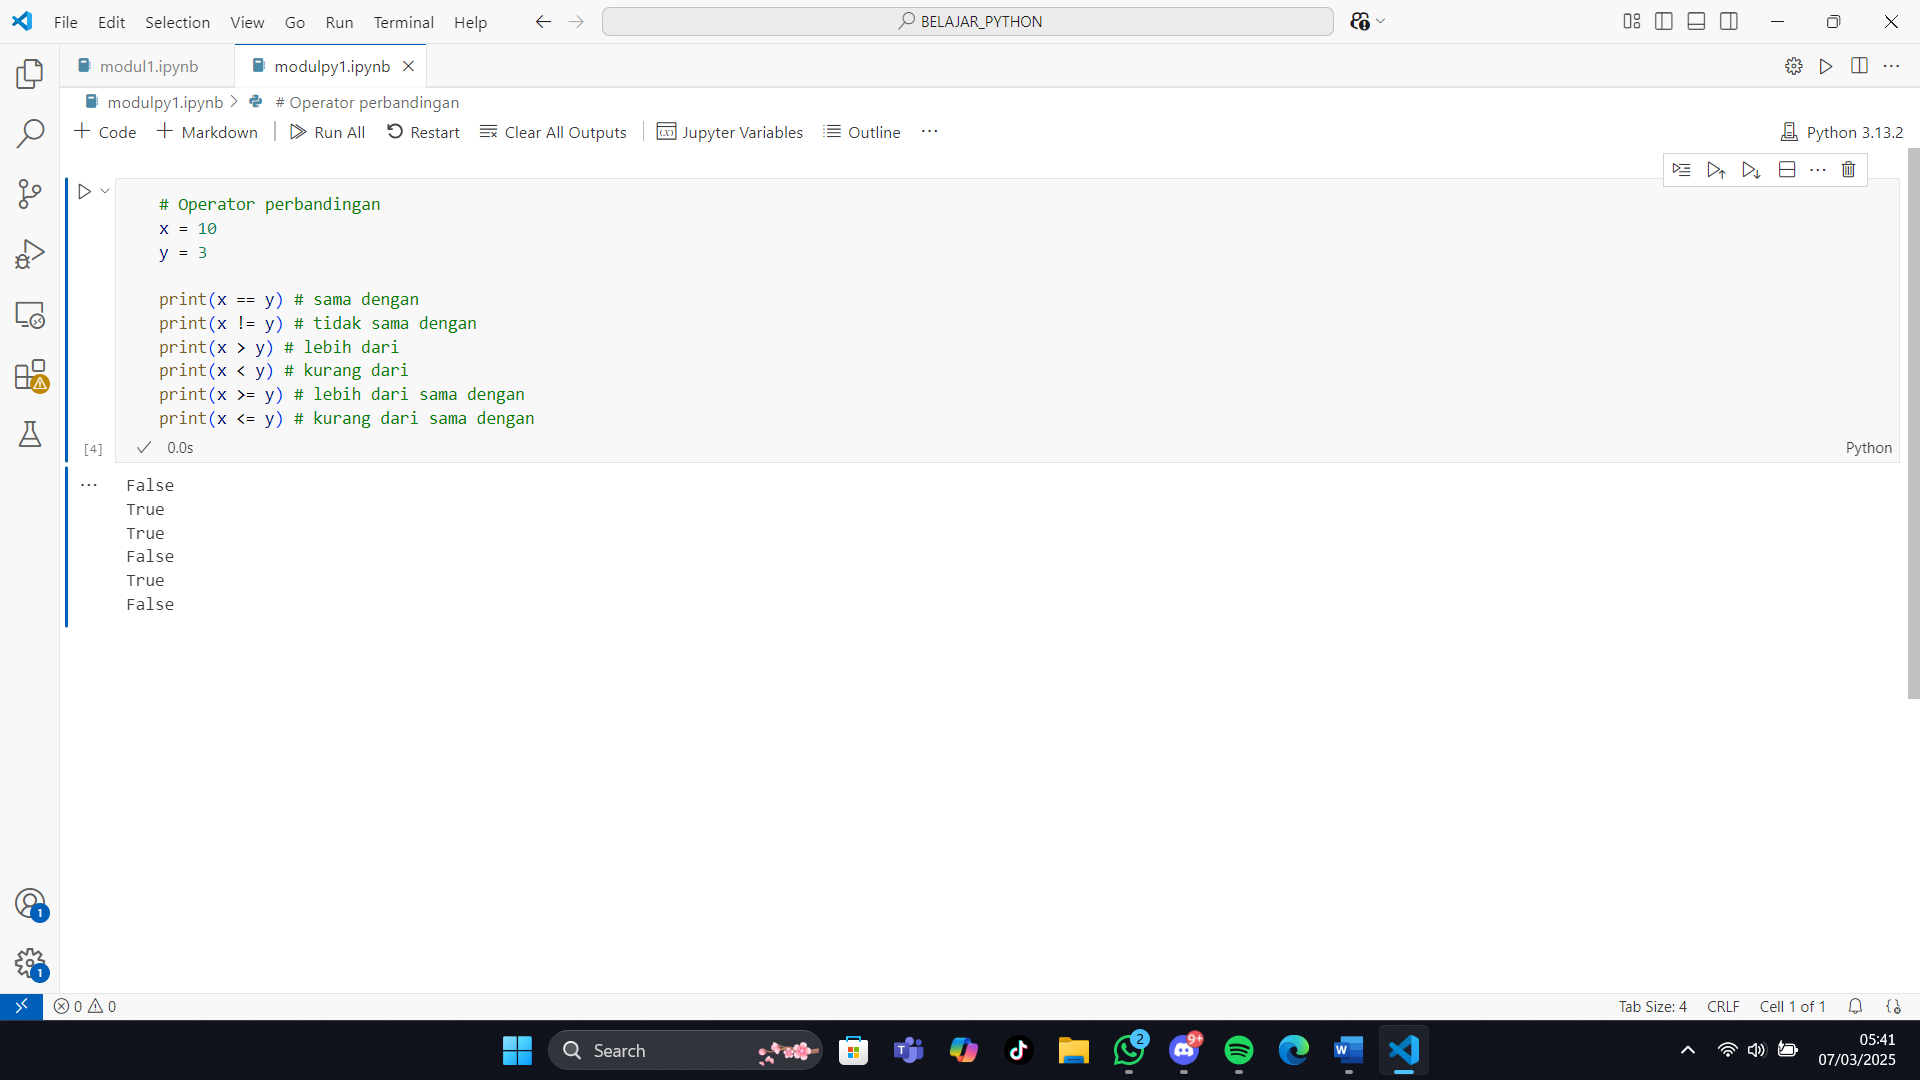 File Edit Selection View Go Run Terminal Help
BELAJAR_PYTHON
modul1.ipynb
modulpy1.ipynb
modulpy1.ipynb > # Operator perbandingan
Code Markdown Run All Restart Clear All Outputs Jupyter Variables Outline ···
Python 3.13.2
# Operator perbandingan
x = 10
y = 3
print(x == y) # sama dengan
print(x != y) # tidak sama dengan
print(x > y) # lebih dari
print(x < y) # kurang dari
print(x >= y) # lebih dari sama dengan
print(x <= y) # kurang dari sama dengan
[4] 0.0s
Python
False
True
True
False
True
False
1
1
0 0
Tab Size: 4 CRLF Cell 1 of 1
Search
2
9+
05:41
07/03/2025